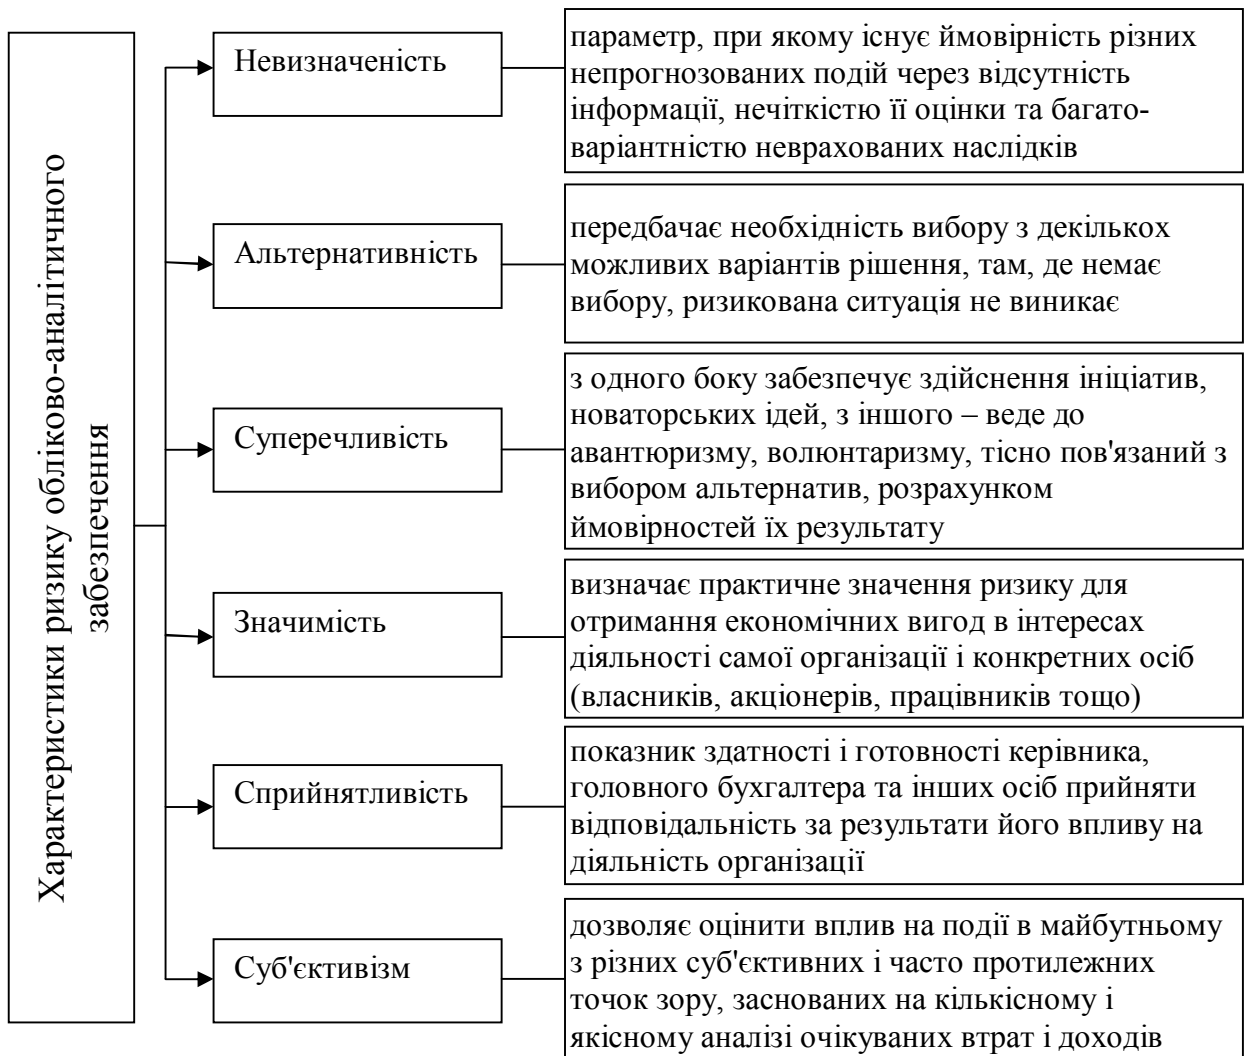 Характеристики ризику обліково-аналітичного
забезпечення
Невизначеність
параметр, при якому існує ймовірність різних
непрогнозованих подій через відсутність
інформації, нечіткістю її оцінки та багато-
варіантністю неврахованих наслідків
Альтернативність
передбачає необхідність вибору з декількох
можливих варіантів рішення, там, де немає
вибору, ризикована ситуація не виникає
Суперечливість
з одного боку забезпечує здійснення ініціатив,
новаторських ідей, з іншого – веде до
авантюризму, волюнтаризму, тісно пов'язаний з
вибором альтернатив, розрахунком
ймовірностей їх результату
Значимість
визначає практичне значення ризику для
отримання економічних вигод в інтересах
діяльності самої організації і конкретних осіб
(власників, акціонерів, працівників тощо)
Сприйнятливість
показник здатності і готовності керівника,
головного бухгалтера та інших осіб прийняти
відповідальність за результати його впливу на
діяльність організації
Суб'єктивізм
дозволяє оцінити вплив на події в майбутньому
з різних суб'єктивних і часто протилежних
точок зору, заснованих на кількісному і
якісному аналізі очікуваних втрат і доходів